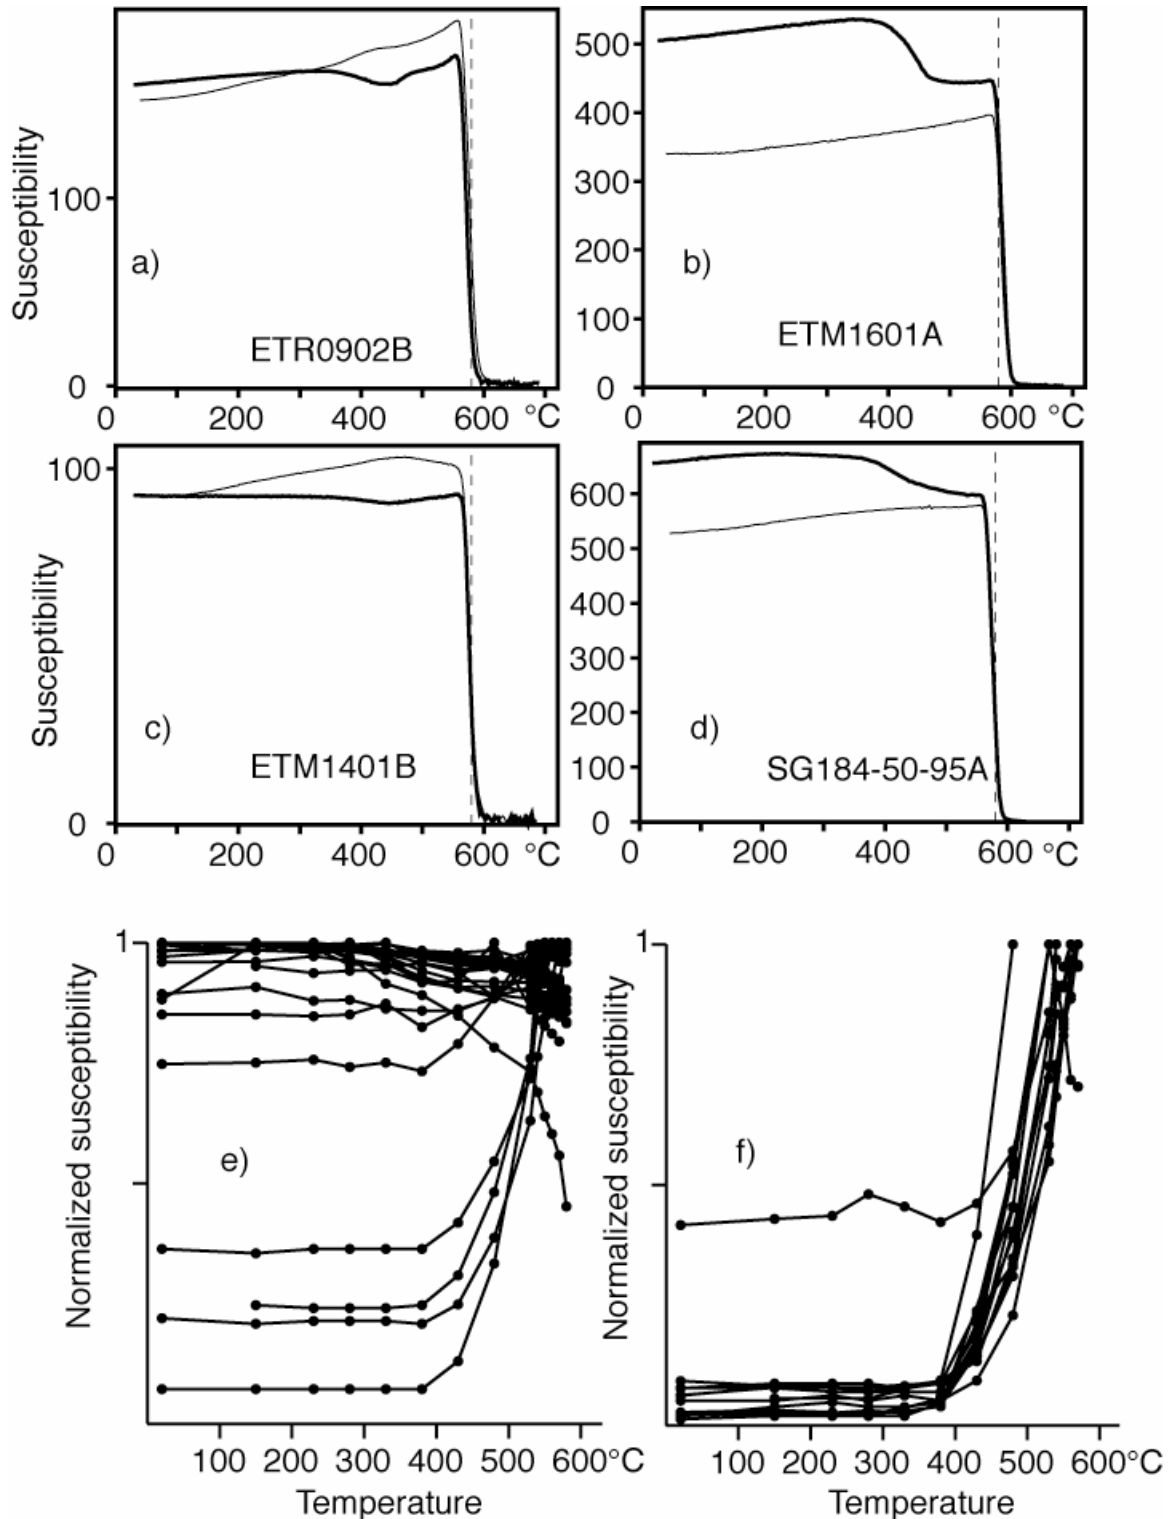 Susceptibility
100
0
a)
ETR0902B
0 200 400 600 °C
500
400
300
200
100
0
b)
ETM1601A
0 200 400 600 °C
Susceptibility
100
0
c)
ETM1401B
0 200 400 600 °C
600
500
400
300
200
100
0
d)
SG184-50-95A
0 200 400 600 °C
Normalized susceptibility
1
e)
100 200 300 400 500 600°C
Temperature
Normalized susceptibility
1
f)
100 200 300 400 500 600°C
Temperature